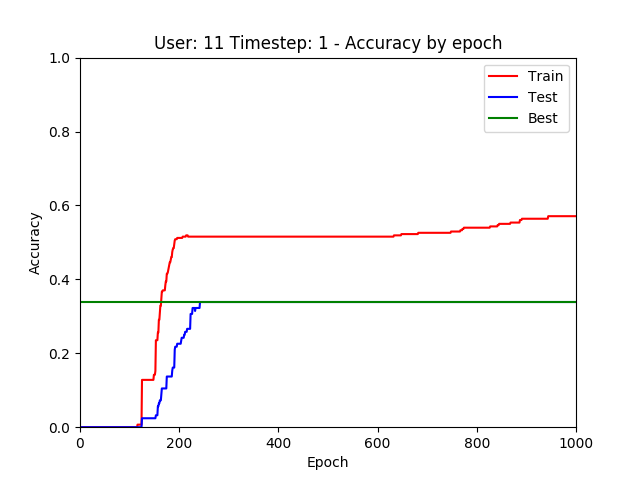 User: 11 Timestep: 1 - Accuracy by epoch
Train
Test
Best
Accuracy
1.0
0.8
0.6
0.4
0.2
0.0
0 200 400 600 800 1000
Epoch